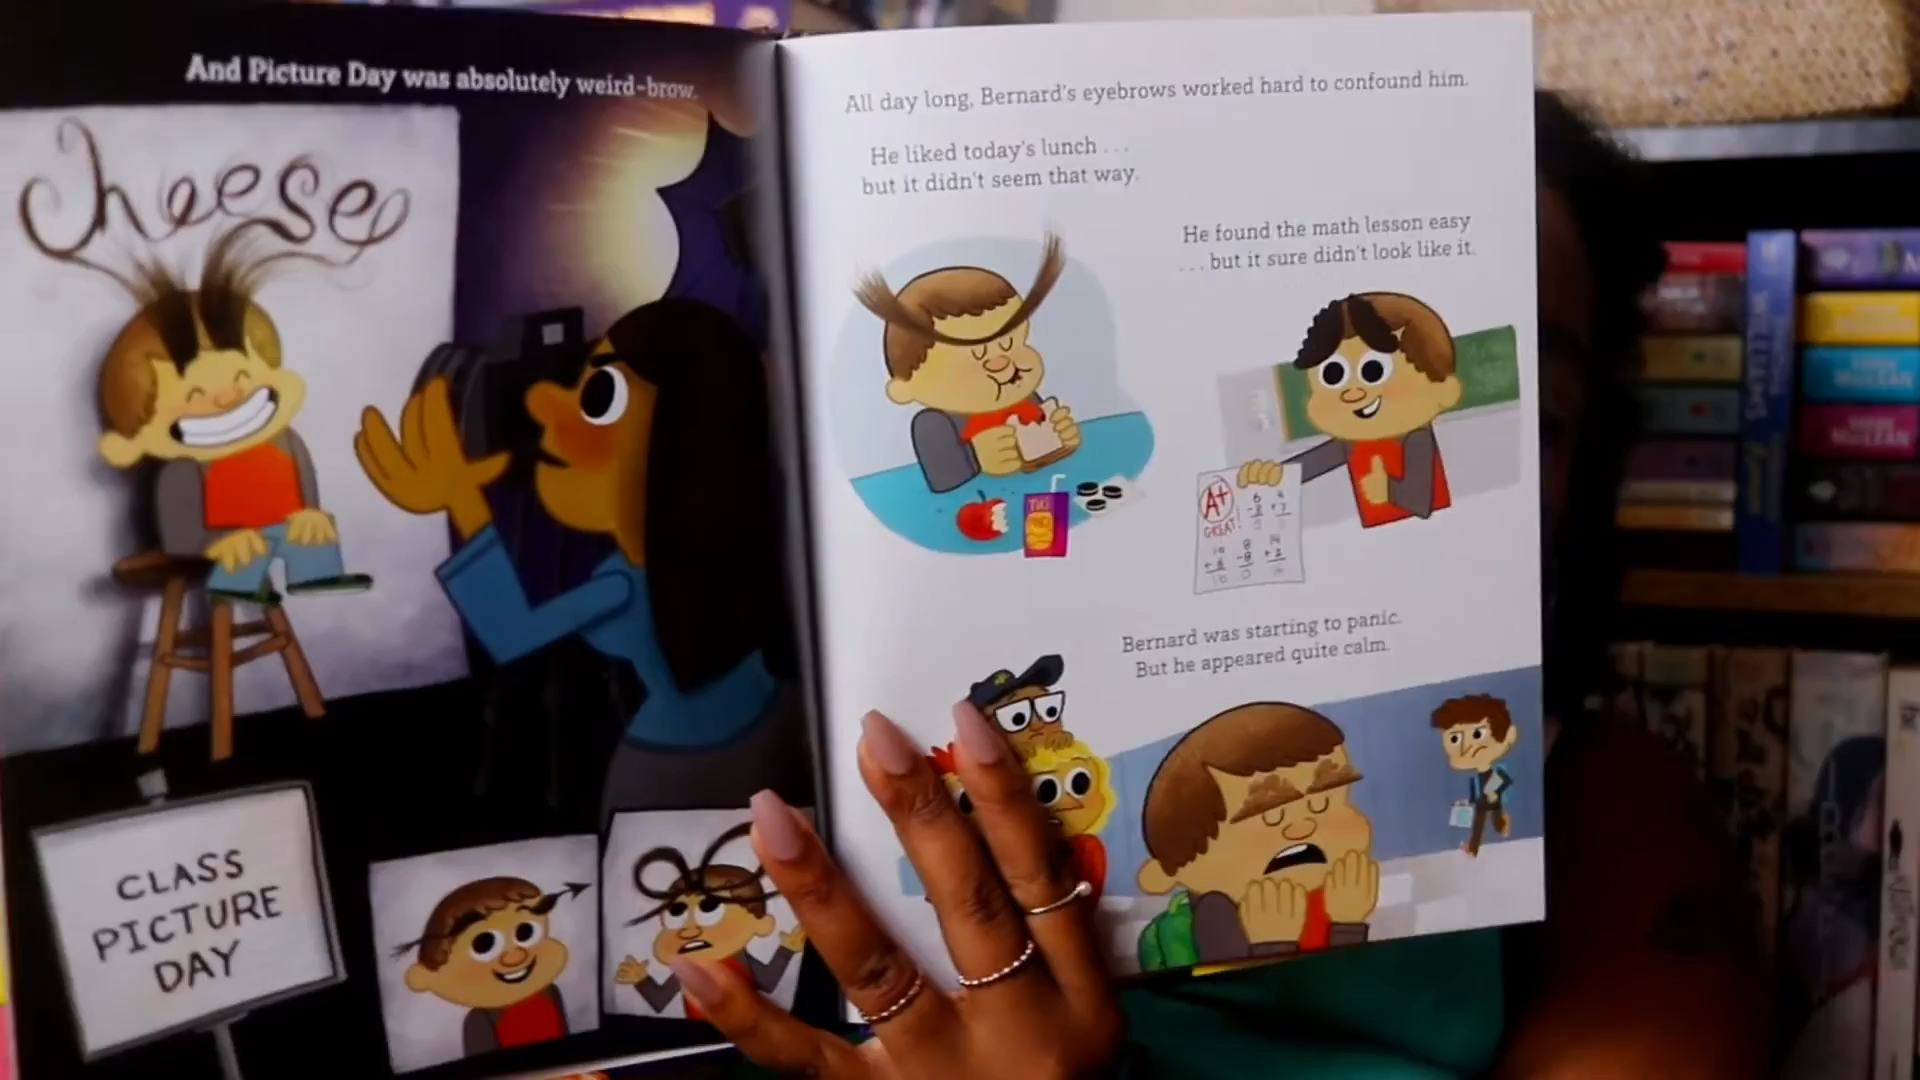 And Picture Day was absolutely weird-brow.
Cheese
CLASS
PICTURE
DAY
All day long, Bernard's eyebrows worked hard to confound him.
He liked today's lunch ...
but it didn't seem that way.
He found the math lesson easy
... but it sure didn't look like it.
A+
GREAT!
Bernard was starting to panic.
But he appeared quite calm.